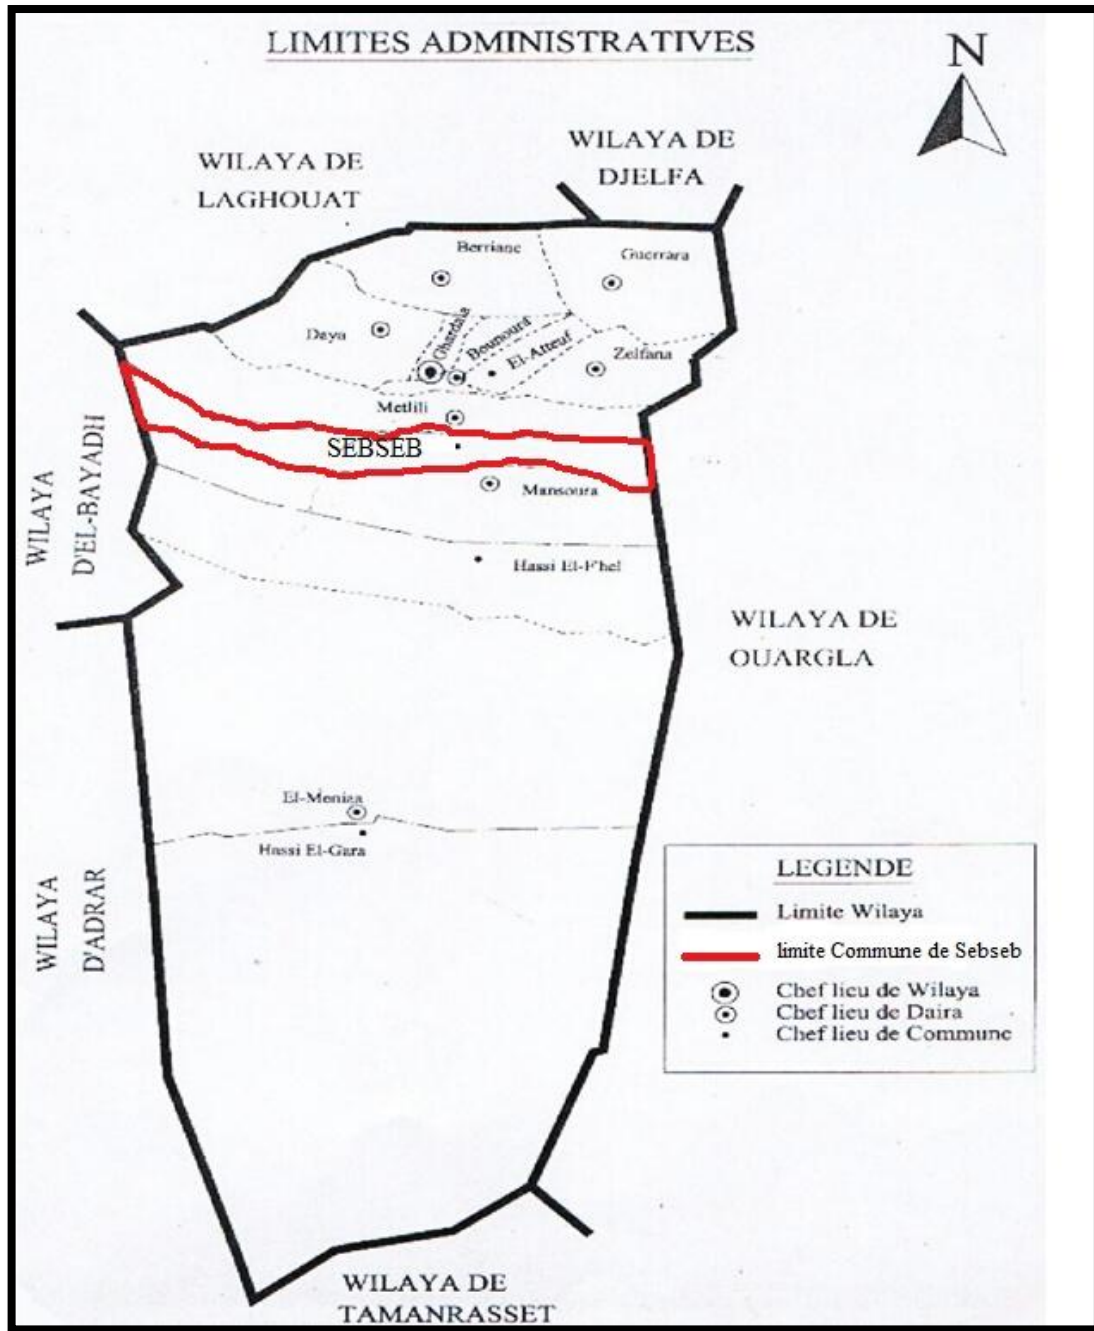 LIMITES ADMINISTRATIVES
N
WILAYA DE
LAGHOUAT
WILAYA DE
DJELFA
Berriane
Guerrara
Daya
Ghardaia
Bounoura
El-Atteuf
Zelfana
Metlili
SEBSEB
Mansoura
Hassi El-F'hel
WILAYA
D'EL-BAYADH
WILAYA DE
OUARGLA
El-Meniaa
Hassi El-Gara
WILAYA
D'ADRAR
LEGENDE
Limite Wilaya
limite Commune de Sebseb
Chef lieu de Wilaya
Chef lieu de Daira
Chef lieu de Commune
WILAYA DE
TAMANRASSET